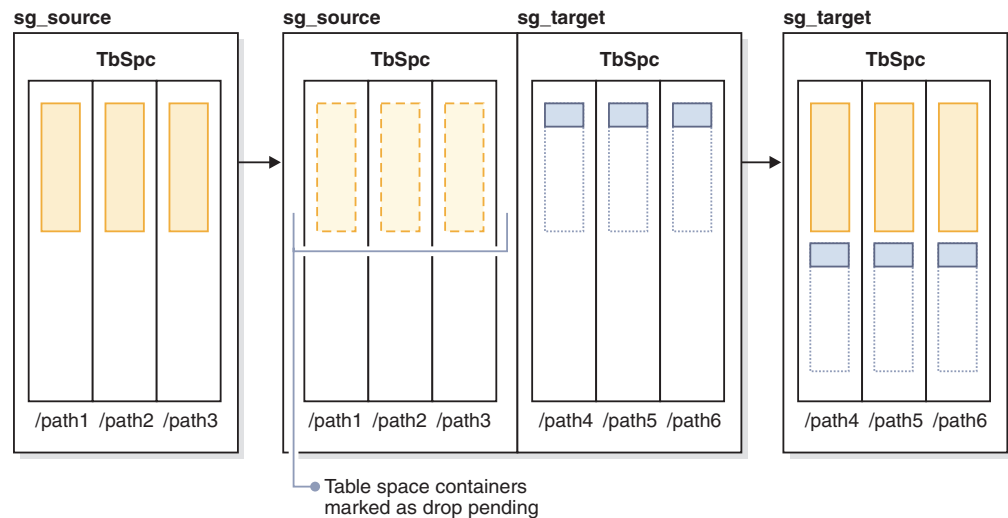 sg_source
sg_source
sg_target
sg_target
TbSpc
TbSpc
TbSpc
TbSpc
/path1 /path2 /path3
/path1 /path2 /path3
/path4 /path5 /path6
/path4 /path5 /path6
Table space containers
marked as drop pending